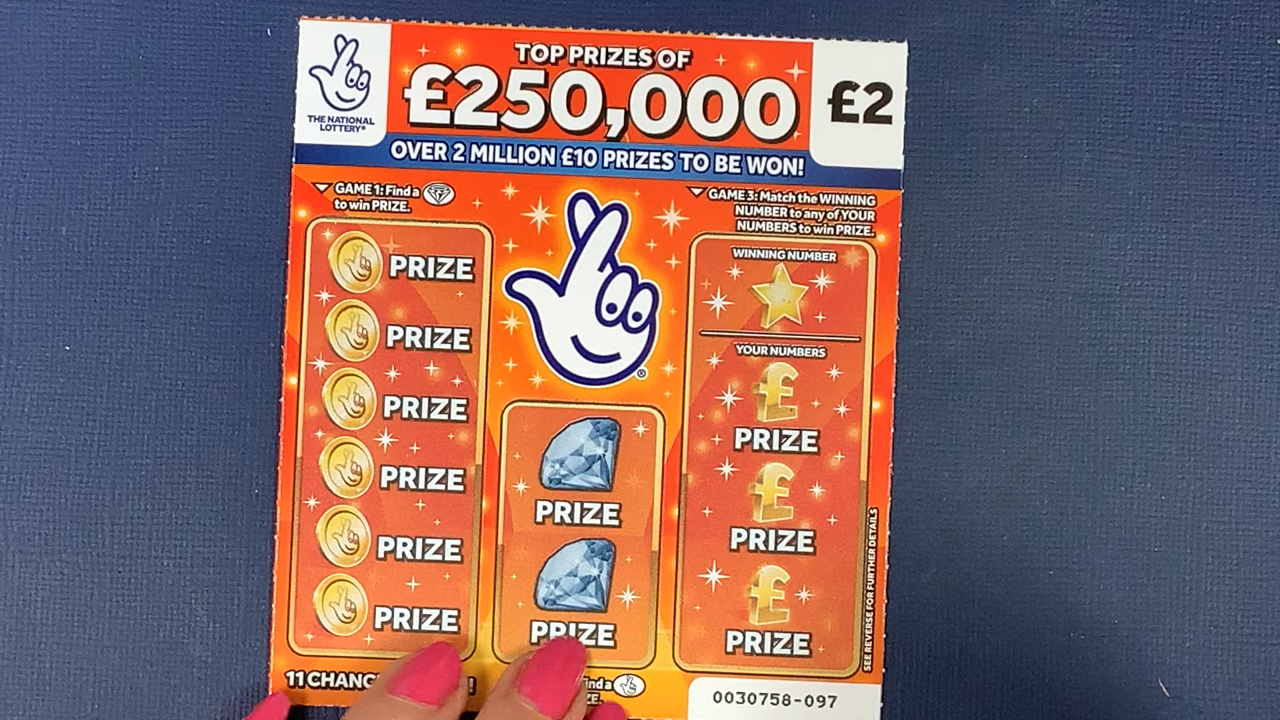 THE NATIONAL
LOTTERY®
TOP PRIZES OF
£250,000
£2
OVER 2 MILLION £10 PRIZES TO BE WON!
GAME 1: Find a
to win PRIZE.
PRIZE
PRIZE
PRIZE
PRIZE
PRIZE
PRIZE
®
PRIZE
PRIZE
GAME 3: Match the WINNING
NUMBER to any of YOUR
NUMBERS to win PRIZE.
WINNING NUMBER
YOUR NUMBERS
£
PRIZE
£
PRIZE
£
PRIZE
SEE REVERSE FOR FURTHER DETAILS
11
0030758-097